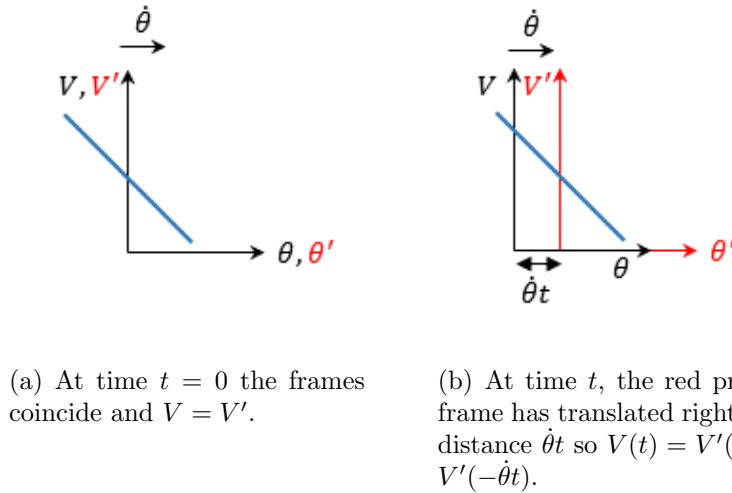 θ̇
θ̇
V, V′
V V′
θ, θ′
θ θ′
θ̇t
(a) At time t = 0 the frames
coincide and V = V′.
(b) At time t, the red
frame has translated right
distance θ̇t so V(t) = V′(
V′(−θ̇t).